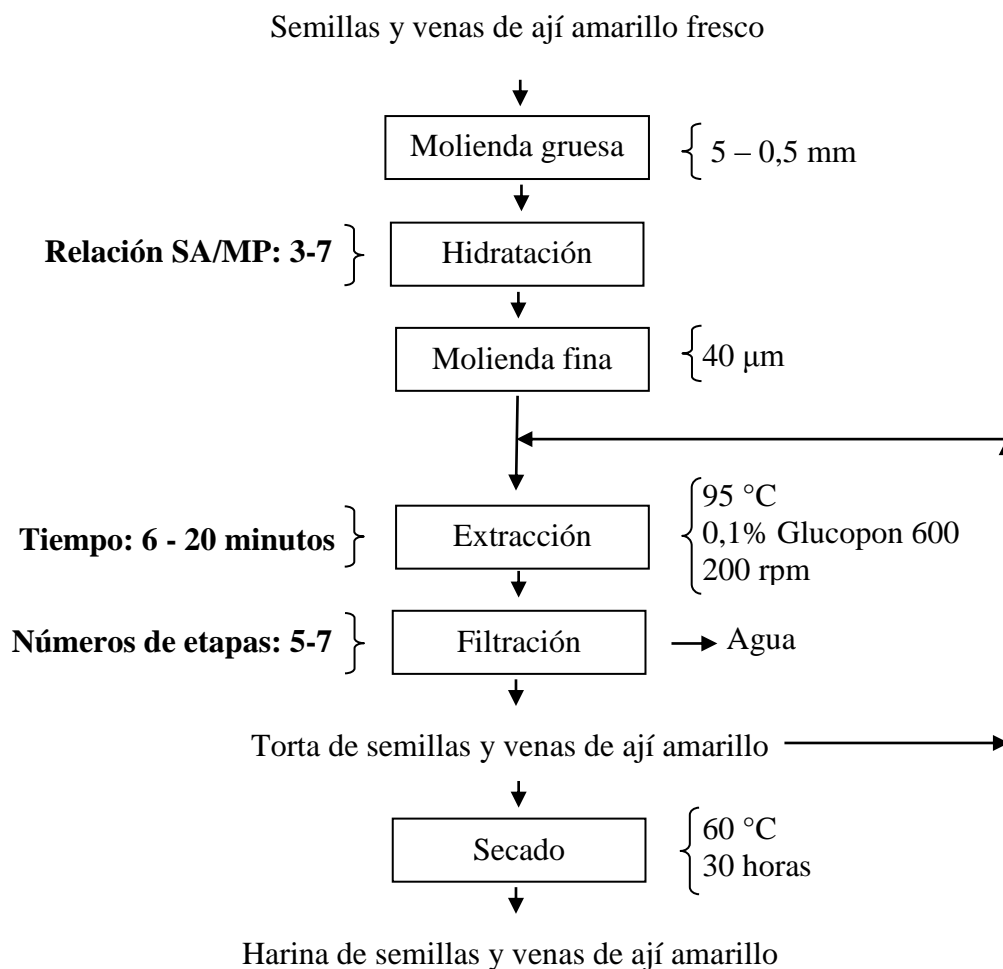 Semillas y venas de ají amarillo fresco
Molienda gruesa
5 – 0,5 mm
Relación SA/MP: 3-7
Hidratación
Molienda fina
40 μm
Tiempo: 6 - 20 minutos
Extracción
95 °C
0,1% Glucopon 600
200 rpm
Números de etapas: 5-7
Filtración
Agua
Torta de semillas y venas de ají amarillo
Secado
60 °C
30 horas
Harina de semillas y venas de ají amarillo